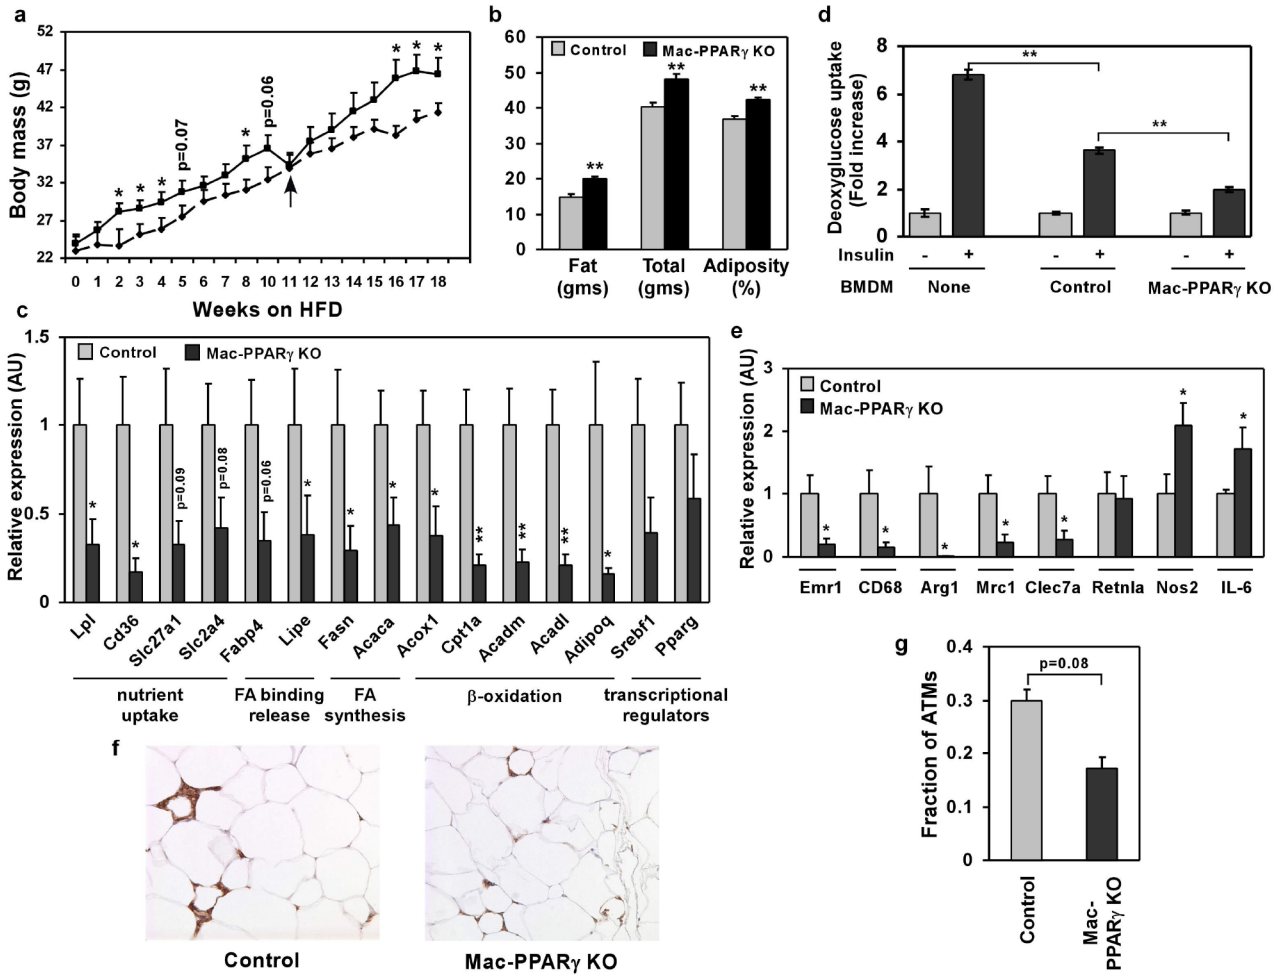 a
52
47
42
37
32
27
22
Body mass (g)
*
*
*
p=0.07
*
p=0.06
*
*
*
0 1 2 3 4 5 6 7 8 9 10 11 12 13 14 15 16 17 18
Weeks on HFD
b
60
50
40
30
20
10
0
Control
Mac-PPARγ KO
**
**
**
Fat
(gms)
Total
(gms)
Adiposity
(%)
d
Deoxyglucose uptake
(Fold increase)
8
6
4
2
0
**
**
Insulin - + - + - +
BMDM None Control Mac-PPARγ KO
c
Relative expression (AU)
1.5
1
0.5
0
Control
Mac-PPARγ KO
*
*
p=0.09
p=0.08
p=0.06
*
*
*
*
**
**
**
*
Lpl
Cd36
Slc27a1
Slc2a4
Fabp4
Lipe
Fasn
Acaca
Acox1
Cpt1a
Acadm
Acadl
Adipoq
Srebf1
Pparg
nutrient
uptake
FA binding
release
FA
synthesis
β-oxidation
transcriptional
regulators
e
Relative expression (AU)
3
2
1
0
Control
Mac-PPARγ KO
*
*
*
*
*
*
*
Emr1 CD68 Arg1 Mrc1 Clec7a Retnla Nos2 IL-6
f
Control
Mac-PPARγ KO
g
Fraction of ATMs
0.4
0.3
0.2
0.1
0
p=0.08
Control
Mac-
PPARγ KO